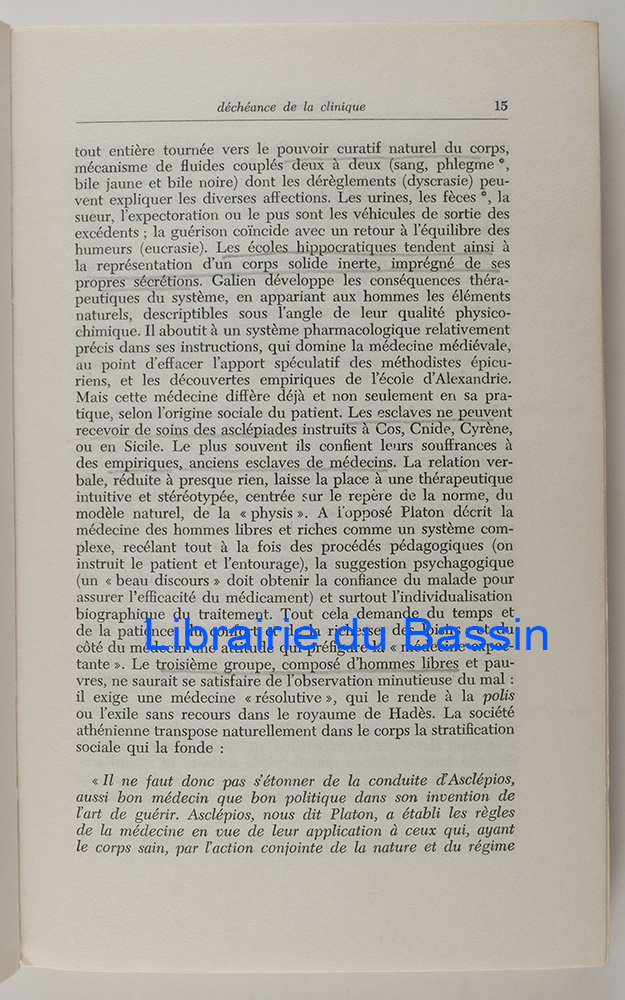 déchéance de la clinique 15
tout entière tournée vers le pouvoir curatif naturel du corps,
mécanisme de fluides couplés deux à deux (sang, phlegme °,
bile jaune et bile noire) dont les dérèglements (dyscrasie) peu-
vent expliquer les diverses affections. Les urines, les fèces °, la
sueur, l'expectoration ou le pus sont les véhicules de sortie des
excédents ; la guérison coïncide avec un retour à l'équilibre des
humeurs (eucrasie). Les écoles hippocratiques tendent ainsi à
la représentation d'un corps solide inerte, imprégné de ses
propres sécrétions. Galien développe les conséquences théra-
peutiques du système, en appariant aux hommes les éléments
naturels, descriptibles sous l'angle de leur qualité physico-
chimique. Il aboutit à un système pharmacologique relativement
précis dans ses instructions, qui domine la médecine médiévale,
au point d'effacer l'apport spéculatif des méthodistes épicu-
riens, et les découvertes empiriques de l'école d'Alexandrie.
Mais cette médecine diffère déjà et non seulement en sa pra-
tique, selon l'origine sociale du patient. Les esclaves ne peuvent
recevoir de soins des asclépiades instruits à Cos, Cnide, Cyrène,
ou en Sicile. Le plus souvent ils confient leurs souffrances à
des empiriques, anciens esclaves de médecins. La relation ver-
bale, réduite à presque rien, laisse la place à une thérapeutique
intuitive et stéréotypée, centrée sur le repère de la norme, du
modèle naturel, de la « physis ». A l'opposé Platon décrit la
médecine des hommes libres et riches comme un système com-
plexe, recélant tout à la fois des procédés pédagogiques (on
instruit le patient et l'entourage), la suggestion psychagogique
(un « beau discours » doit obtenir la confiance du malade pour
assurer l'efficacité du médicament) et surtout l'individualisation
biographique du traitement. Tout cela demande du temps et
de la patience, du et de la richesse des et du
Librairie du Bassin
côté du médecin une attitude qui préfigure la « médecine expec-
tante ». Le troisième groupe, composé d'hommes libres et pau-
vres, ne saurait se satisfaire de l'observation minutieuse du mal :
il exige une médecine « résolutive », qui le rende à la polis
ou l'exile sans recours dans le royaume de Hadès. La société
athénienne transpose naturellement dans le corps la stratification
sociale qui la fonde :
« Il ne faut donc pas s'étonner de la conduite d'Asclépios,
aussi bon médecin que bon politique dans son invention de
l'art de guérir. Asclépios, nous dit Platon, a établi les règles
de la médecine en vue de leur application à ceux qui, ayant
le corps sain, par l'action conjointe de la nature et du régime